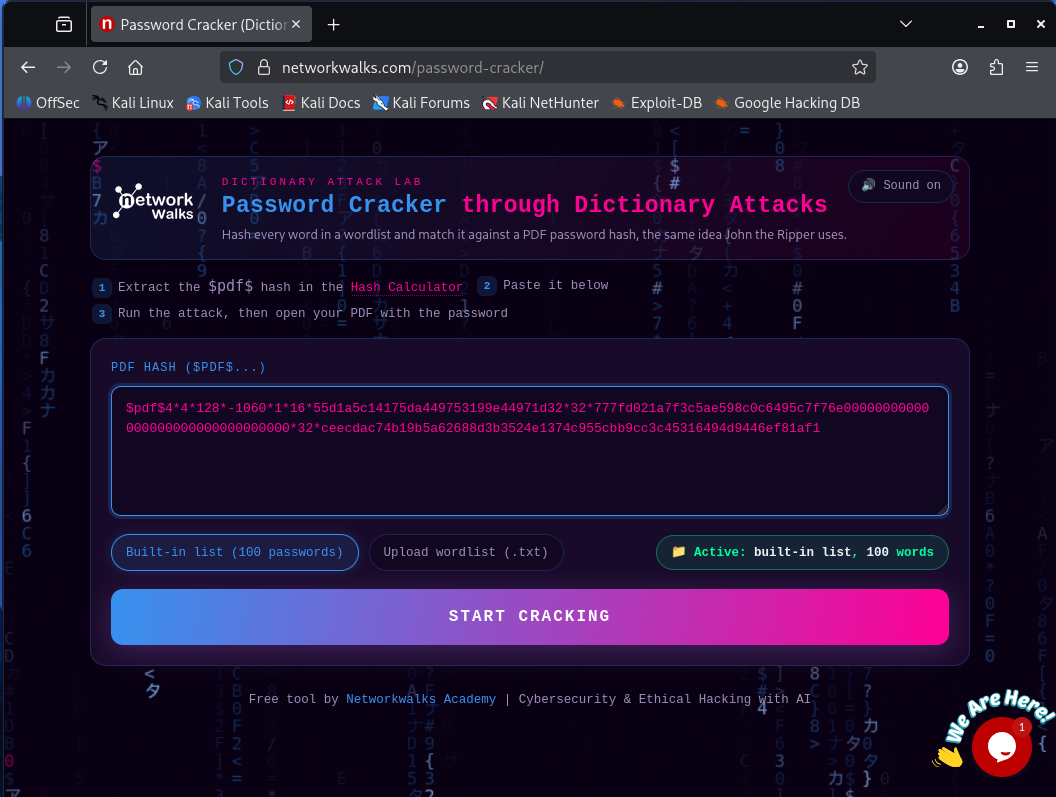 Password Cracker (Diction
networkwalks.com/password-cracker/
OffSec Kali Linux Kali Tools Kali Docs Kali Forums Kali NetHunter Exploit-DB Google Hacking DB
network Walks
DICTIONARY ATTACK LAB
Sound on
Password Cracker through Dictionary Attacks
Hash every word in a wordlist and match it against a PDF password hash, the same idea John the Ripper uses.
1 Extract the $pdf$ hash in the Hash Calculator 2 Paste it below
3 Run the attack, then open your PDF with the password
PDF HASH ($PDF$...)
$pdf$4*4*128*-1060*1*16*55d1a5c14175da449753199e44971d32*32*777fd021a7f3c5ae598c0c6495c7f76e00000000000
0000000000000000000000*32*ceecdac74b19b5a62688d3b3524e1374c955cbb9cc3c45316494d9446ef81af1
Built-in list (100 passwords) Upload wordlist (.txt) Active: built-in list, 100 words
START CRACKING
Free tool by Networkwalks Academy | Cybersecurity & Ethical Hacking with AI
We Are Here!
1